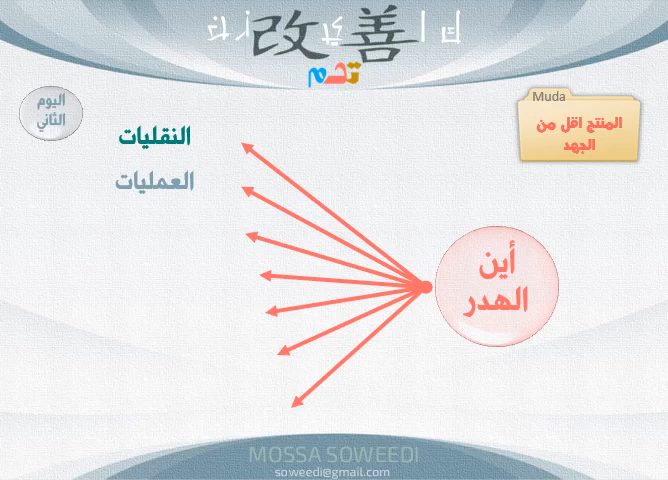 改善
تحم
اليوم
الثاني
Muda
المنتج اقل من
الجهد
النقليات
العمليات
أين
الهدر
MOSSA SOWEEDI
soweedi@gmail.com